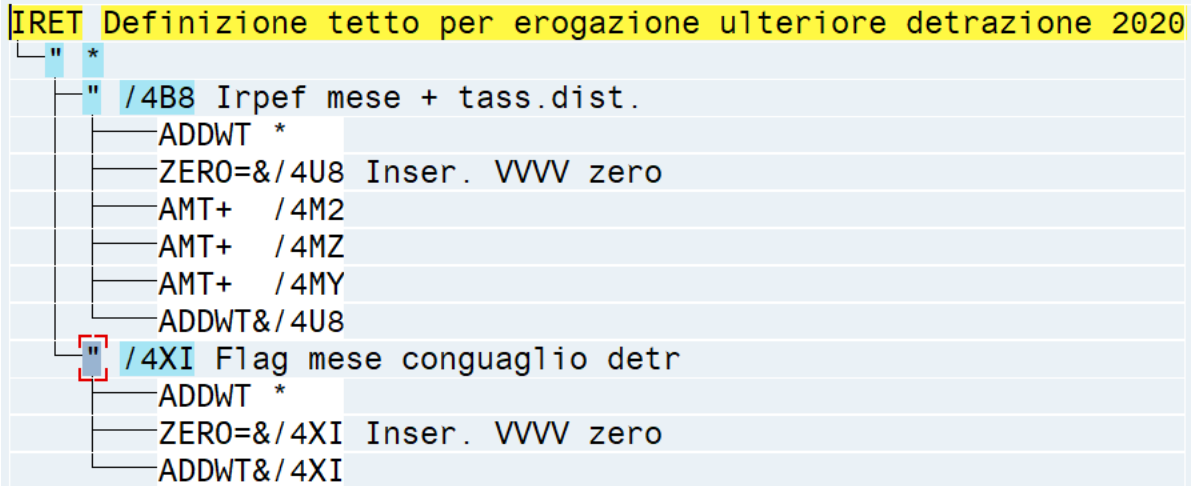 IRET Definizione tetto per erogazione ulteriore detrazione 2020
" *
" /4B8 Irpef mese + tass.dist.
ADDWT *
ZERO=&/4U8 Inser. VVVV zero
AMT+ /4M2
AMT+ /4MZ
AMT+ /4MY
ADDWT&/4U8
" /4XI Flag mese conguaglio detr
ADDWT *
ZERO=&/4XI Inser. VVVV zero
ADDWT&/4XI